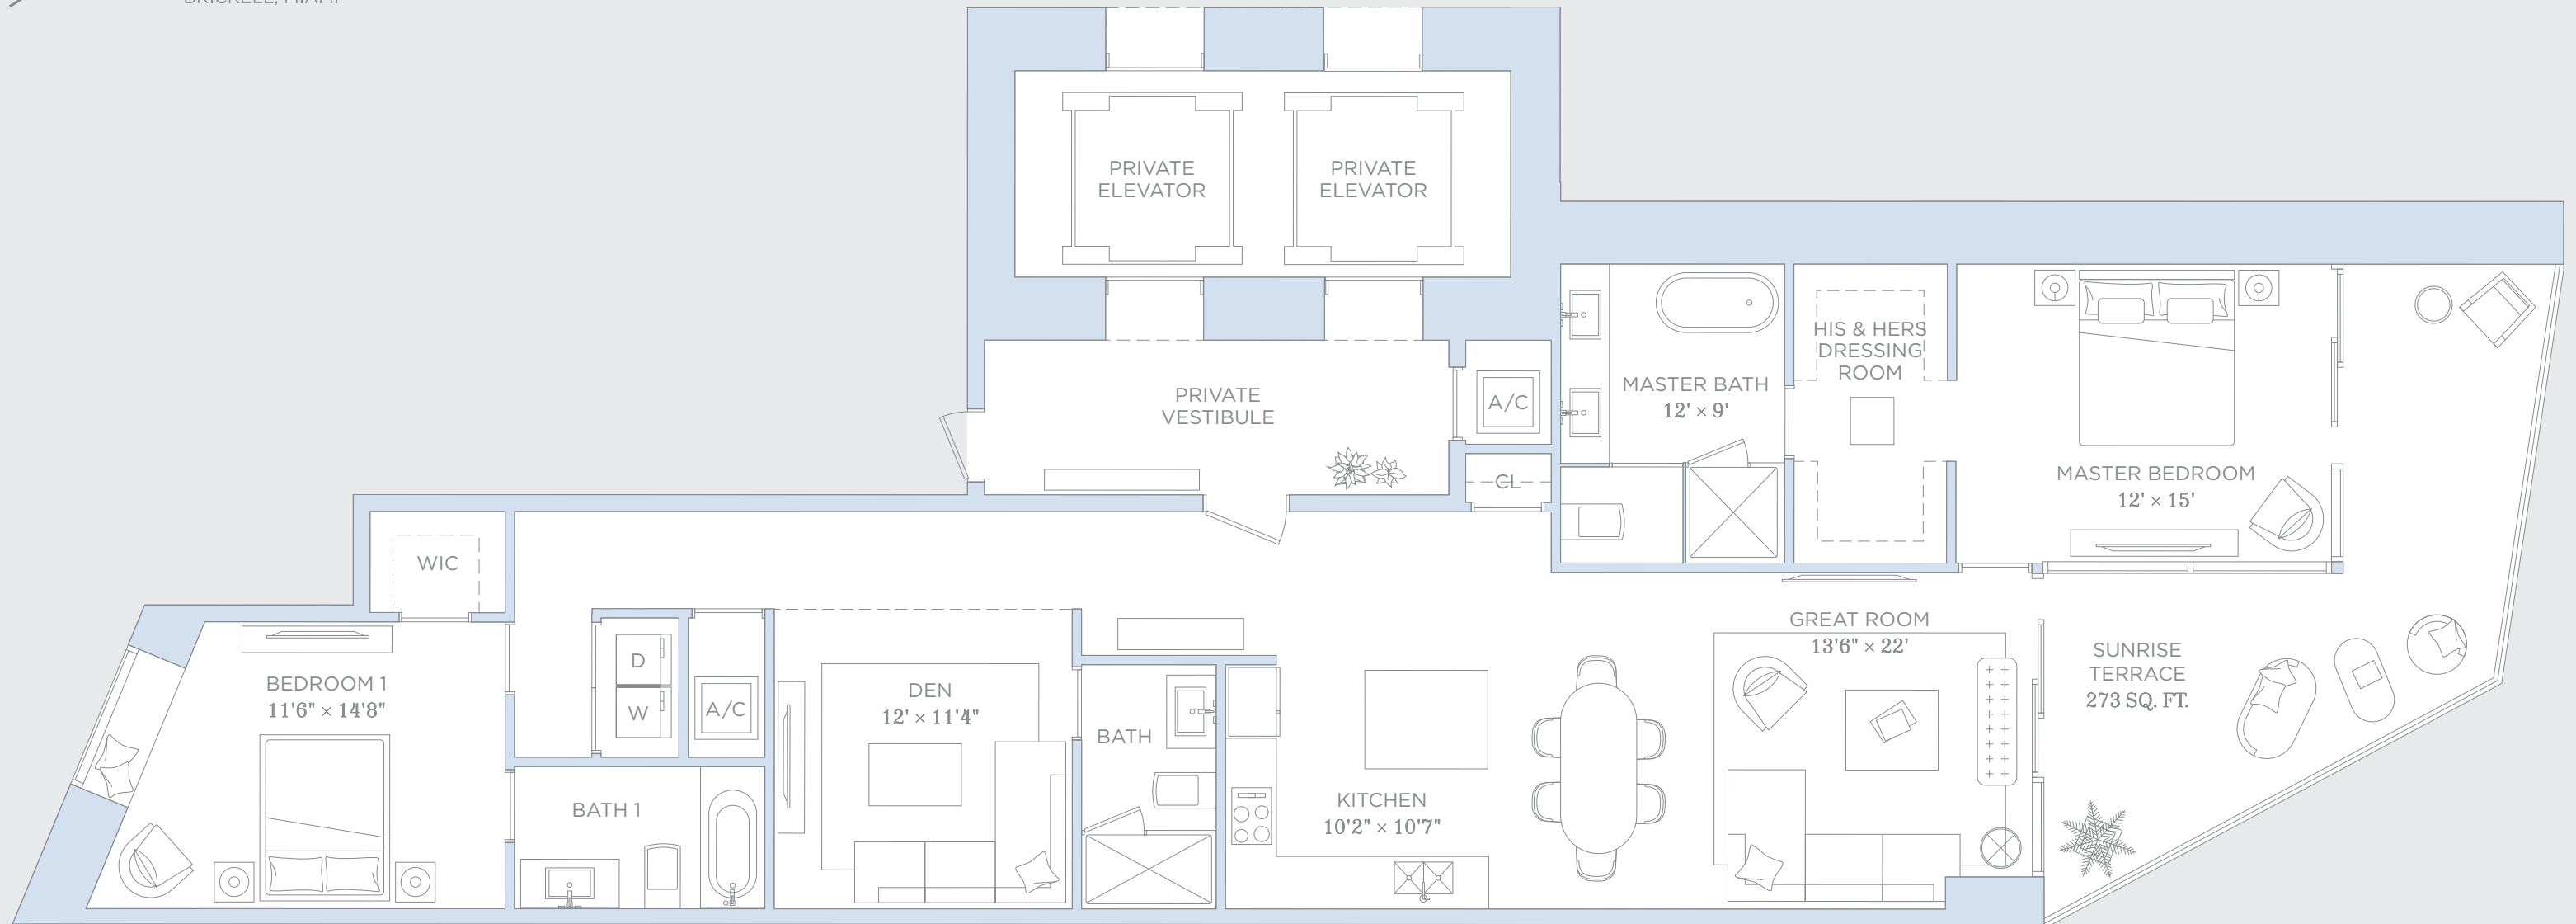 BRICKELL, MIAMI
PRIVATE
ELEVATOR
PRIVATE
ELEVATOR
PRIVATE
VESTIBULE
A/C
CL
MASTER BATH
12' × 9'
HIS & HERS
DRESSING
ROOM
MASTER BEDROOM
12' × 15'
WIC
BEDROOM 1
11'6" × 14'8"
D
W
A/C
BATH 1
DEN
12' × 11'4"
BATH
KITCHEN
10'2" × 10'7"
GREAT ROOM
13'6" × 22'
SUNRISE
TERRACE
273 SQ. FT.